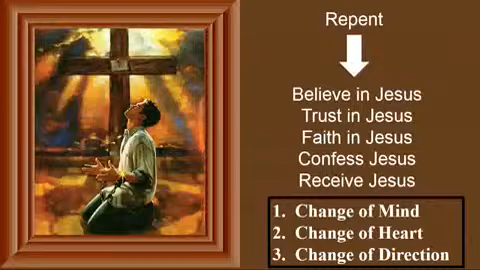 Repent
Believe in Jesus
Trust in Jesus
Faith in Jesus
Confess Jesus
Receive Jesus
1. Change of Mind
2. Change of Heart
3. Change of Direction